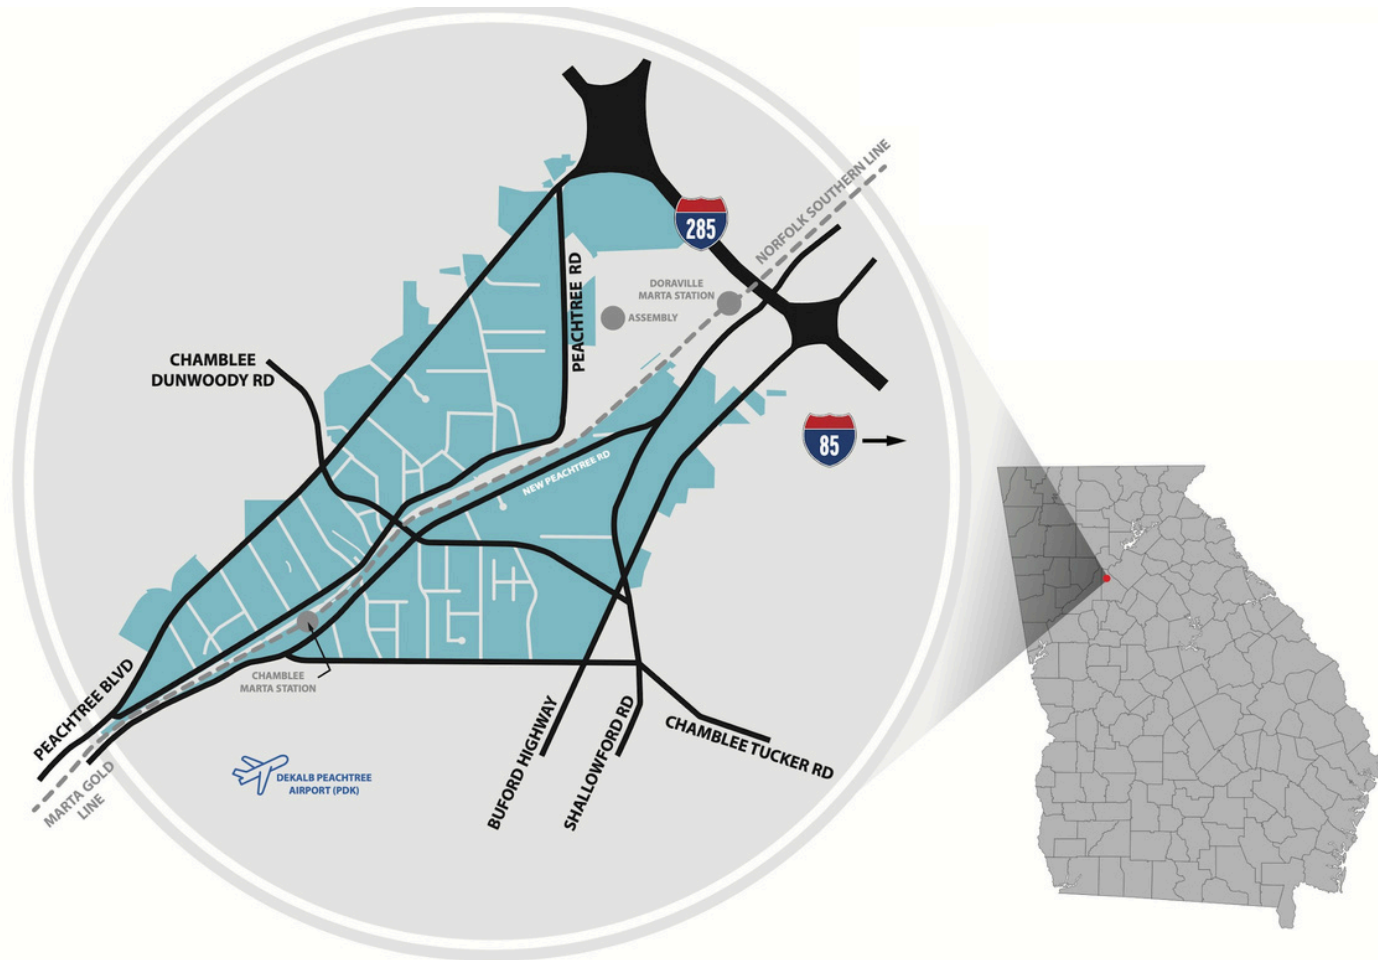 NORFOLK SOUTHERN LINE
285
PEACHTREE RD
DORAVILLE
MARTA STATION
ASSEMBLY
CHAMBLEE
DUNWOODY RD
85
NEW PEACHTREE RD
CHAMBLEE
MARTA STATION
PEACHTREE BLVD
MARTA GOLD
LINE
DEKALB PEACHTREE
AIRPORT (PDK)
BUFORD HIGHWAY
SHALLOWFORD RD
CHAMBLEE TUCKER RD